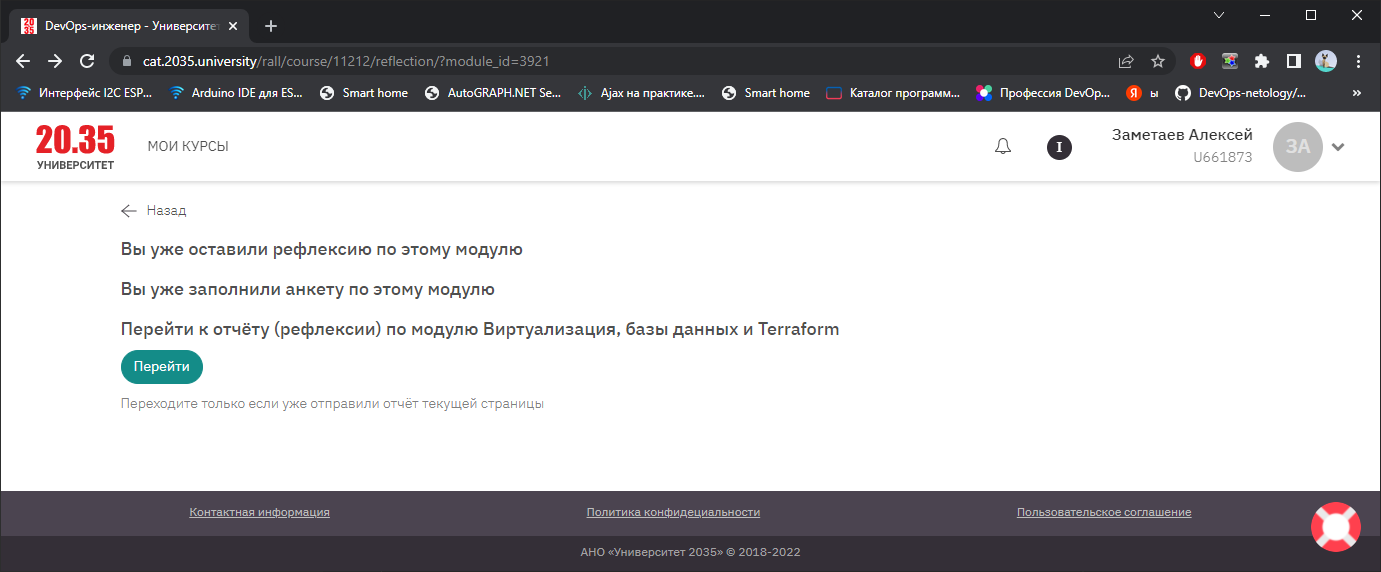 20 35 DevOps-инженер - Университет
cat.2035.university/rall/course/11212/reflection/?module_id=3921
Интерфейс I2C ESP... Arduino IDE для ES... Smart home AutoGRAPH.NET Se... Ajax на практике.... Smart home Каталог программ... Профессия DevOp... Я ы DevOps-netology/... »
20.35
УНИВЕРСИТЕТ
МОИ КУРСЫ
I
Заметаев Алексей
U661873
ЗА
Назад
Вы уже оставили рефлексию по этому модулю
Вы уже заполнили анкету по этому модулю
Перейти к отчёту (рефлексии) по модулю Виртуализация, базы данных и Terraform
Перейти
Переходите только если уже отправили отчёт текущей страницы
Контактная информация Политика конфидециальности Пользовательское соглашение
АНО «Университет 2035» © 2018-2022